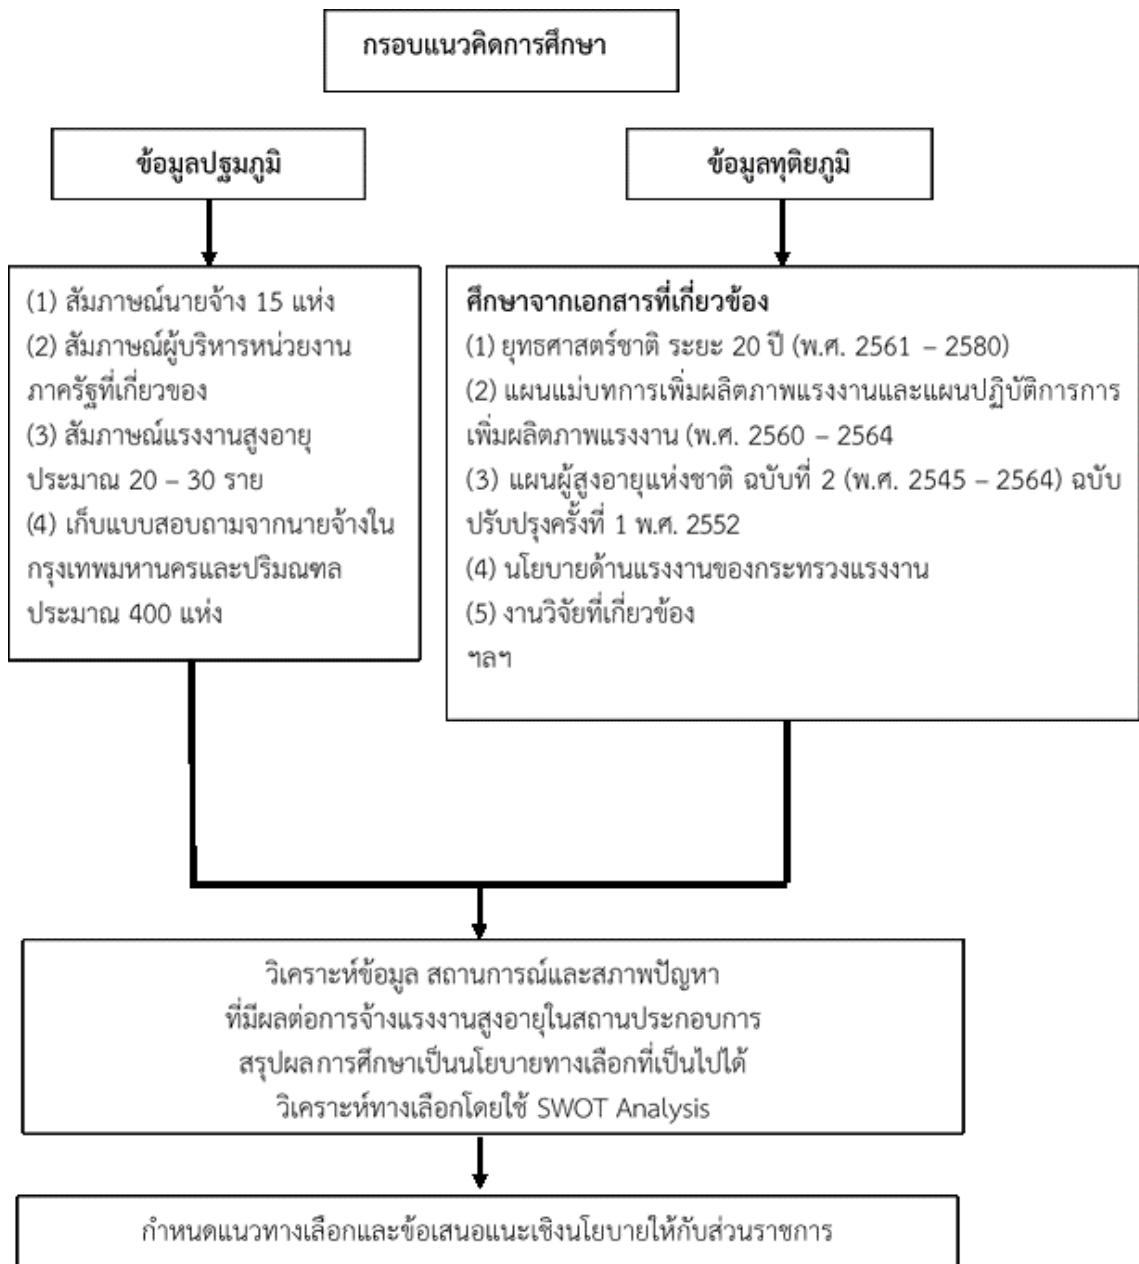 กรอบแนวคิดการศึกษา
ข้อมูลปฐมภูมิ
(1) สัมภาษณ์นายจ้าง 15 แห่ง
(2) สัมภาษณ์ผู้บริหารหน่วยงาน
ภาครัฐที่เกี่ยวของ
(3) สัมภาษณ์แรงงานสูงอายุ
ประมาณ 20 – 30 ราย
(4) เก็บแบบสอบถามจากนายจ้างใน
กรุงเทพมหานครและปริมณฑล
ประมาณ 400 แห่ง
ข้อมูลทุติยภูมิ
ศึกษาจากเอกสารที่เกี่ยวข้อง
(1) ยุทธศาสตร์ชาติ ระยะ 20 ปี (พ.ศ. 2561 – 2580)
(2) แผนแม่บทการเพิ่มผลิตภาพแรงงานและแผนปฏิบัติการการ
เพิ่มผลิตภาพแรงงาน (พ.ศ. 2560 – 2564
(3) แผนผู้สูงอายุแห่งชาติ ฉบับที่ 2 (พ.ศ. 2545 – 2564) ฉบับ
ปรับปรุงครั้งที่ 1 พ.ศ. 2552
(4) นโยบายด้านแรงงานของกระทรวงแรงงาน
(5) งานวิจัยที่เกี่ยวข้อง
ฯลฯ
วิเคราะห์ข้อมูล สถานการณ์และสภาพปัญหา
ที่มีผลต่อการจ้างแรงงานสูงอายุในสถานประกอบการ
สรุปผลการศึกษาเป็นนโยบายทางเลือกที่เป็นไปได้
วิเคราะห์ทางเลือกโดยใช้ SWOT Analysis
กำหนดแนวทางเลือกและข้อเสนอแนะเชิงนโยบายให้กับส่วนราชการ